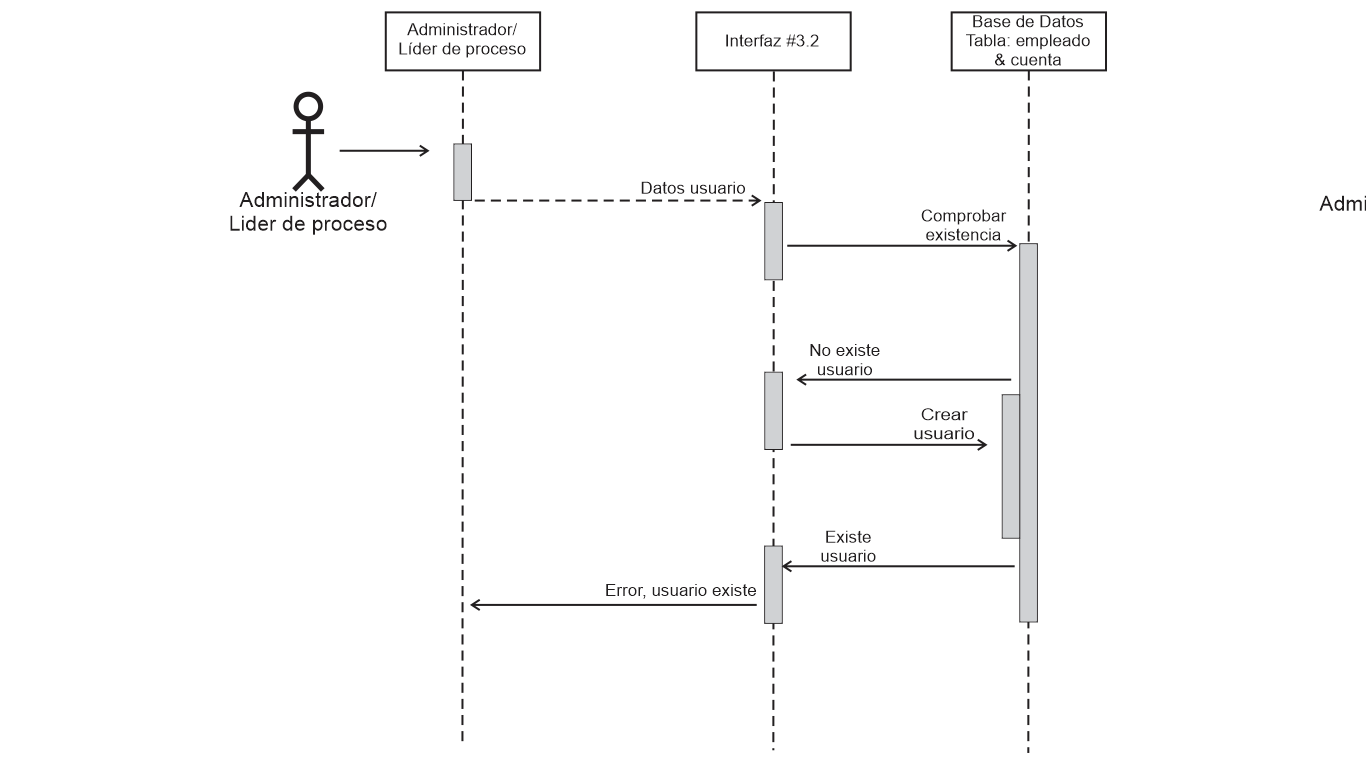 Administrador/
Líder de proceso
Interfaz #3.2
Base de Datos
Tabla: empleado
& cuenta
Administrador/
Lider de proceso
Datos usuario
Comprobar
existencia
Admi
No existe
usuario
Crear
usuario
Existe
usuario
Error, usuario existe